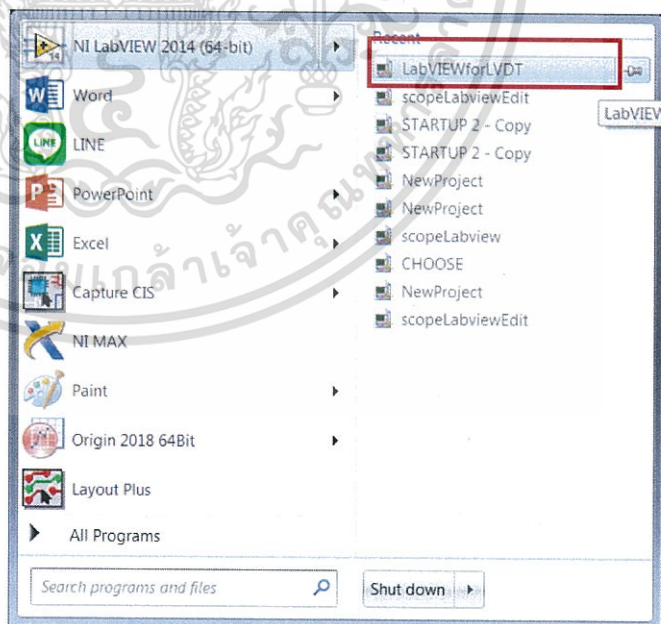 NI LabVIEW 2014 (64-bit)
Word
LINE
LINE
PowerPoint
Excel
Capture CIS
NI MAX
Paint
Origin 2018 64Bit
Layout Plus
All Programs
Search programs and files
Recent
LabVIEWforLVDT
scopeLabviewEdit
LabVIEW
STARTUP 2 - Copy
STARTUP 2 - Copy
NewProject
NewProject
scopeLabview
CHOOSE
NewProject
scopeLabviewEdit
Shut down